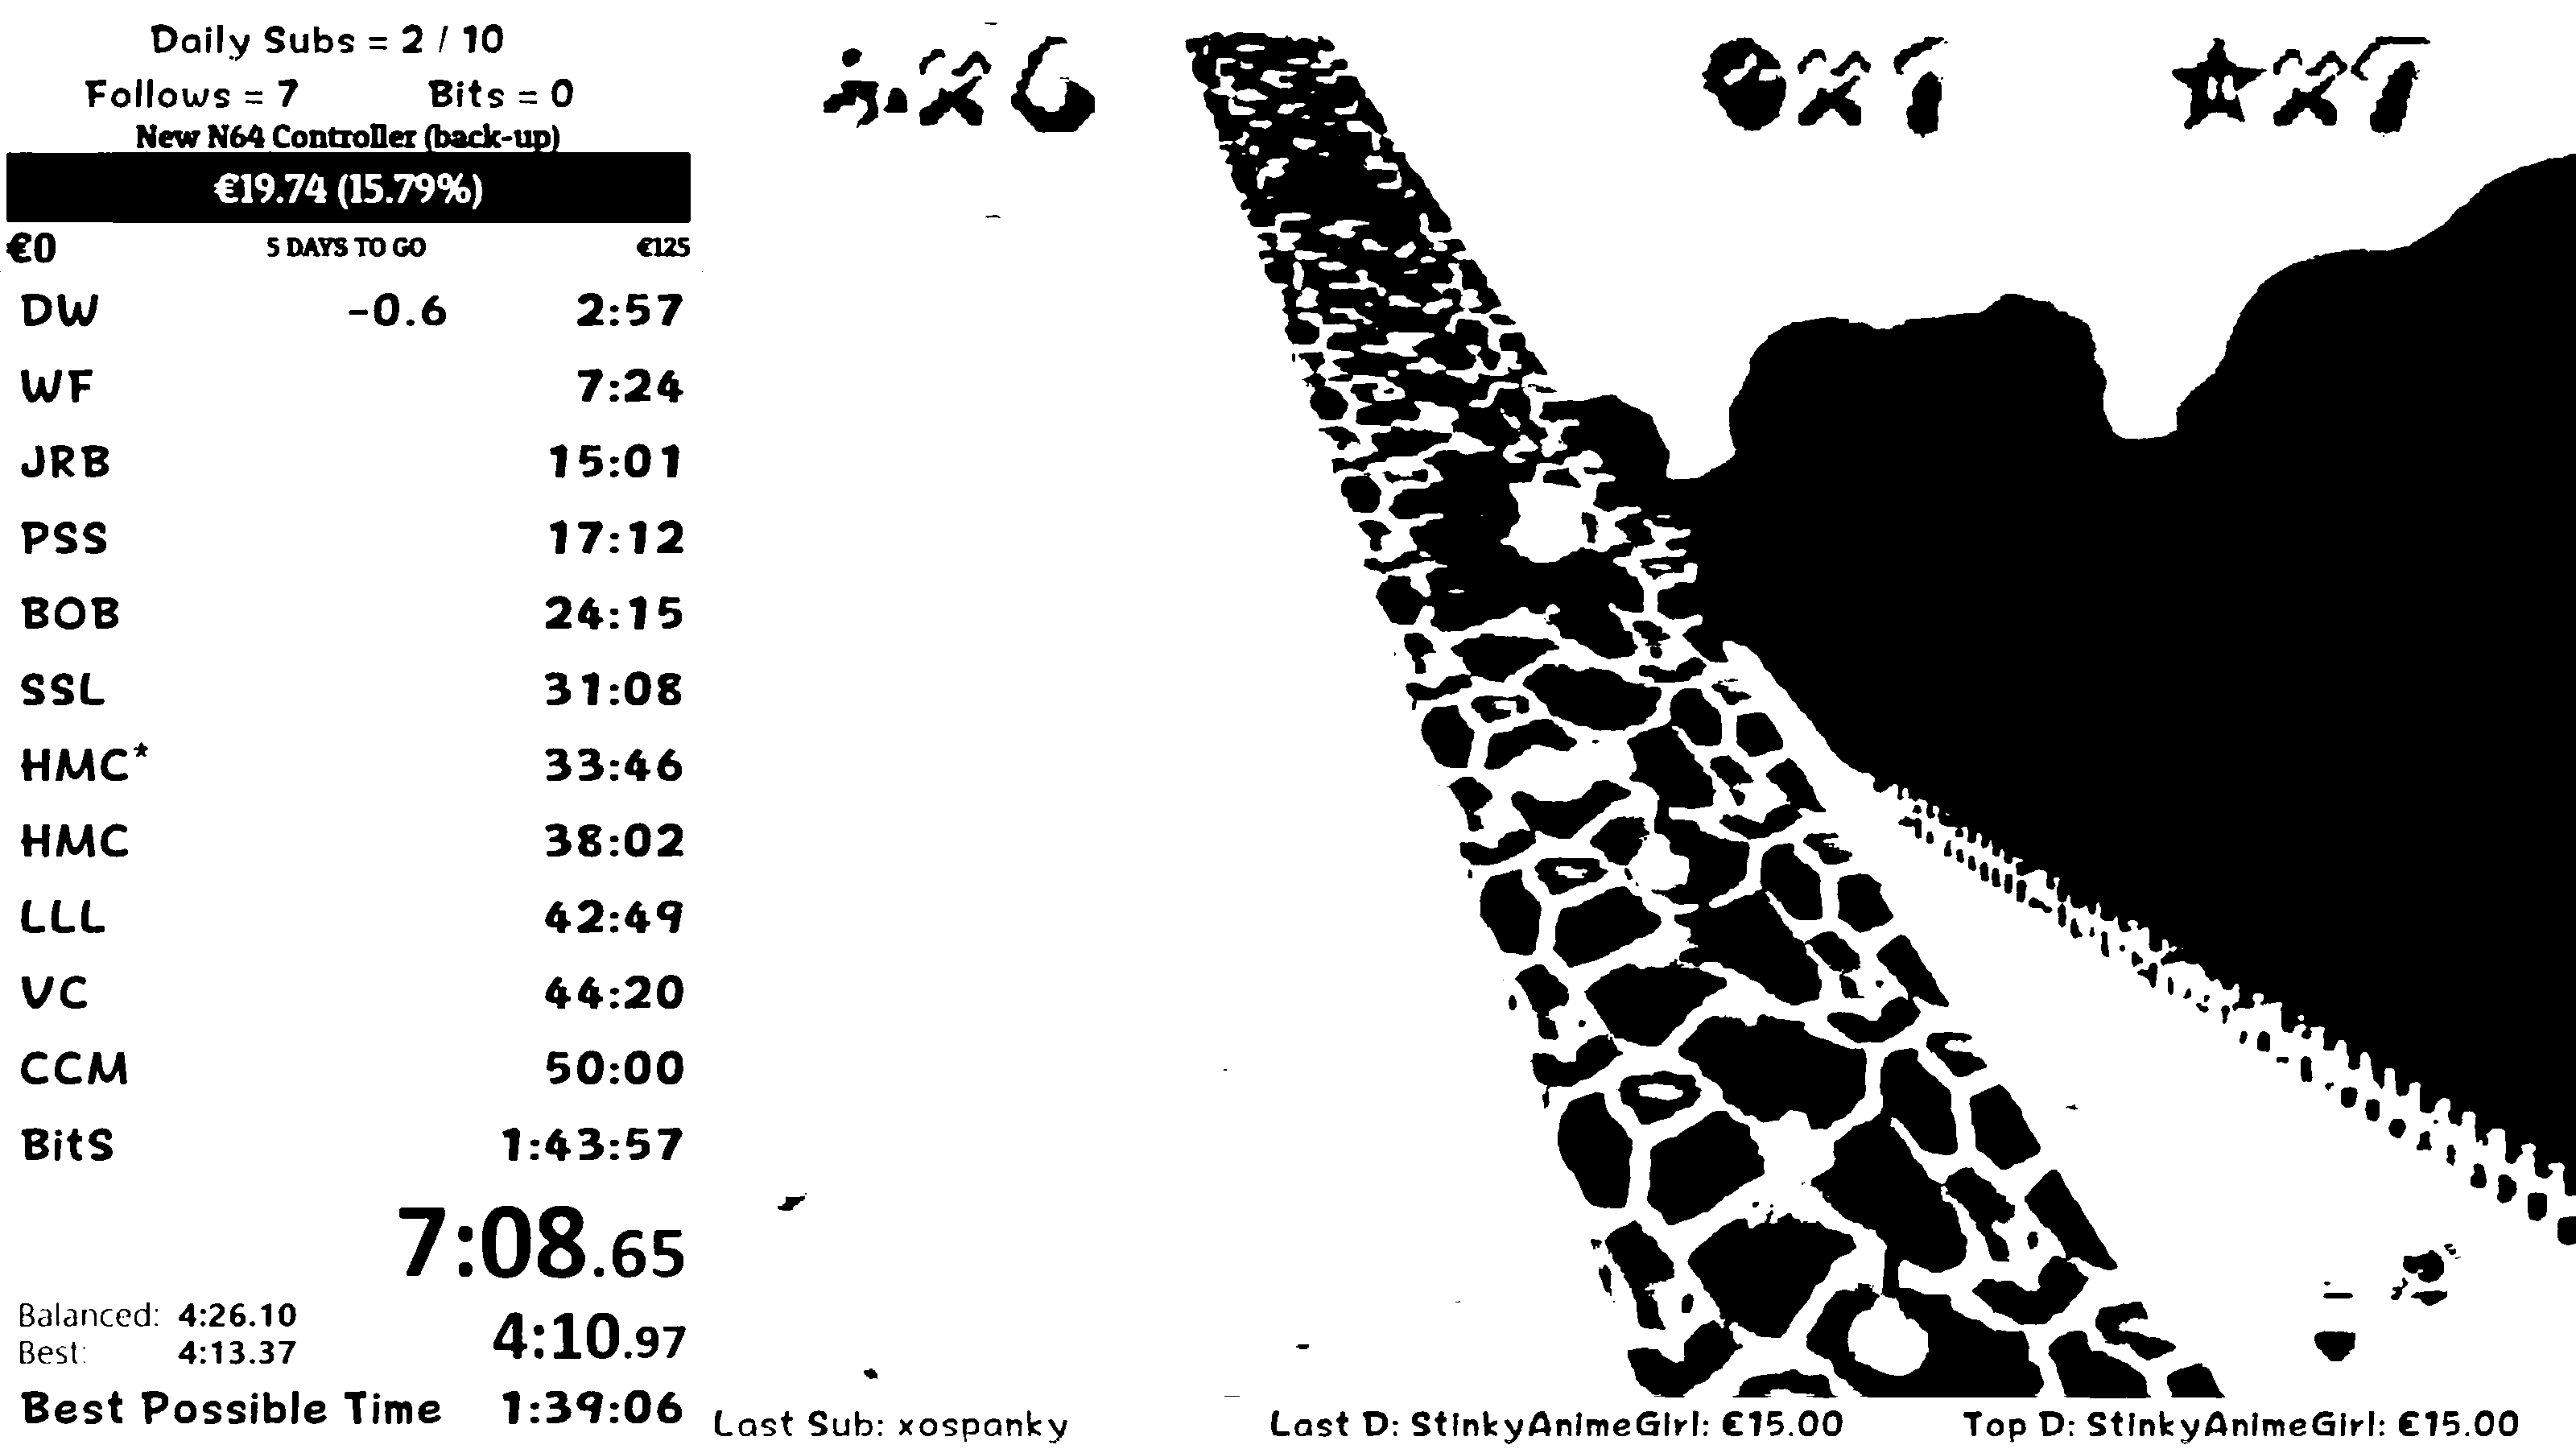 Daily Subs = 2 / 10
Follows = 7 Bits = 0
New N64 Controller (back-up)
€19.74 (15.79%)
€0 5 DAYS TO GO €125
DW -0.6 2:57
WF 7:24
JRB 15:01
PSS 17:12
BOB 24:15
SSL 31:08
HMC* 33:46
HMC 38:02
LLL 42:49
VC 44:20
CCM 50:00
BitS 1:43:57
7:08.65
Balanced: 4:26.10
Best: 4:13.37
4:10.97
Best Possible Time 1:39:06
x6
x1
x7
Last Sub: xospanky
Last D: StinkyAnimeGirl: €15.00
Top D: StinkyAnimeGirl: €15.00